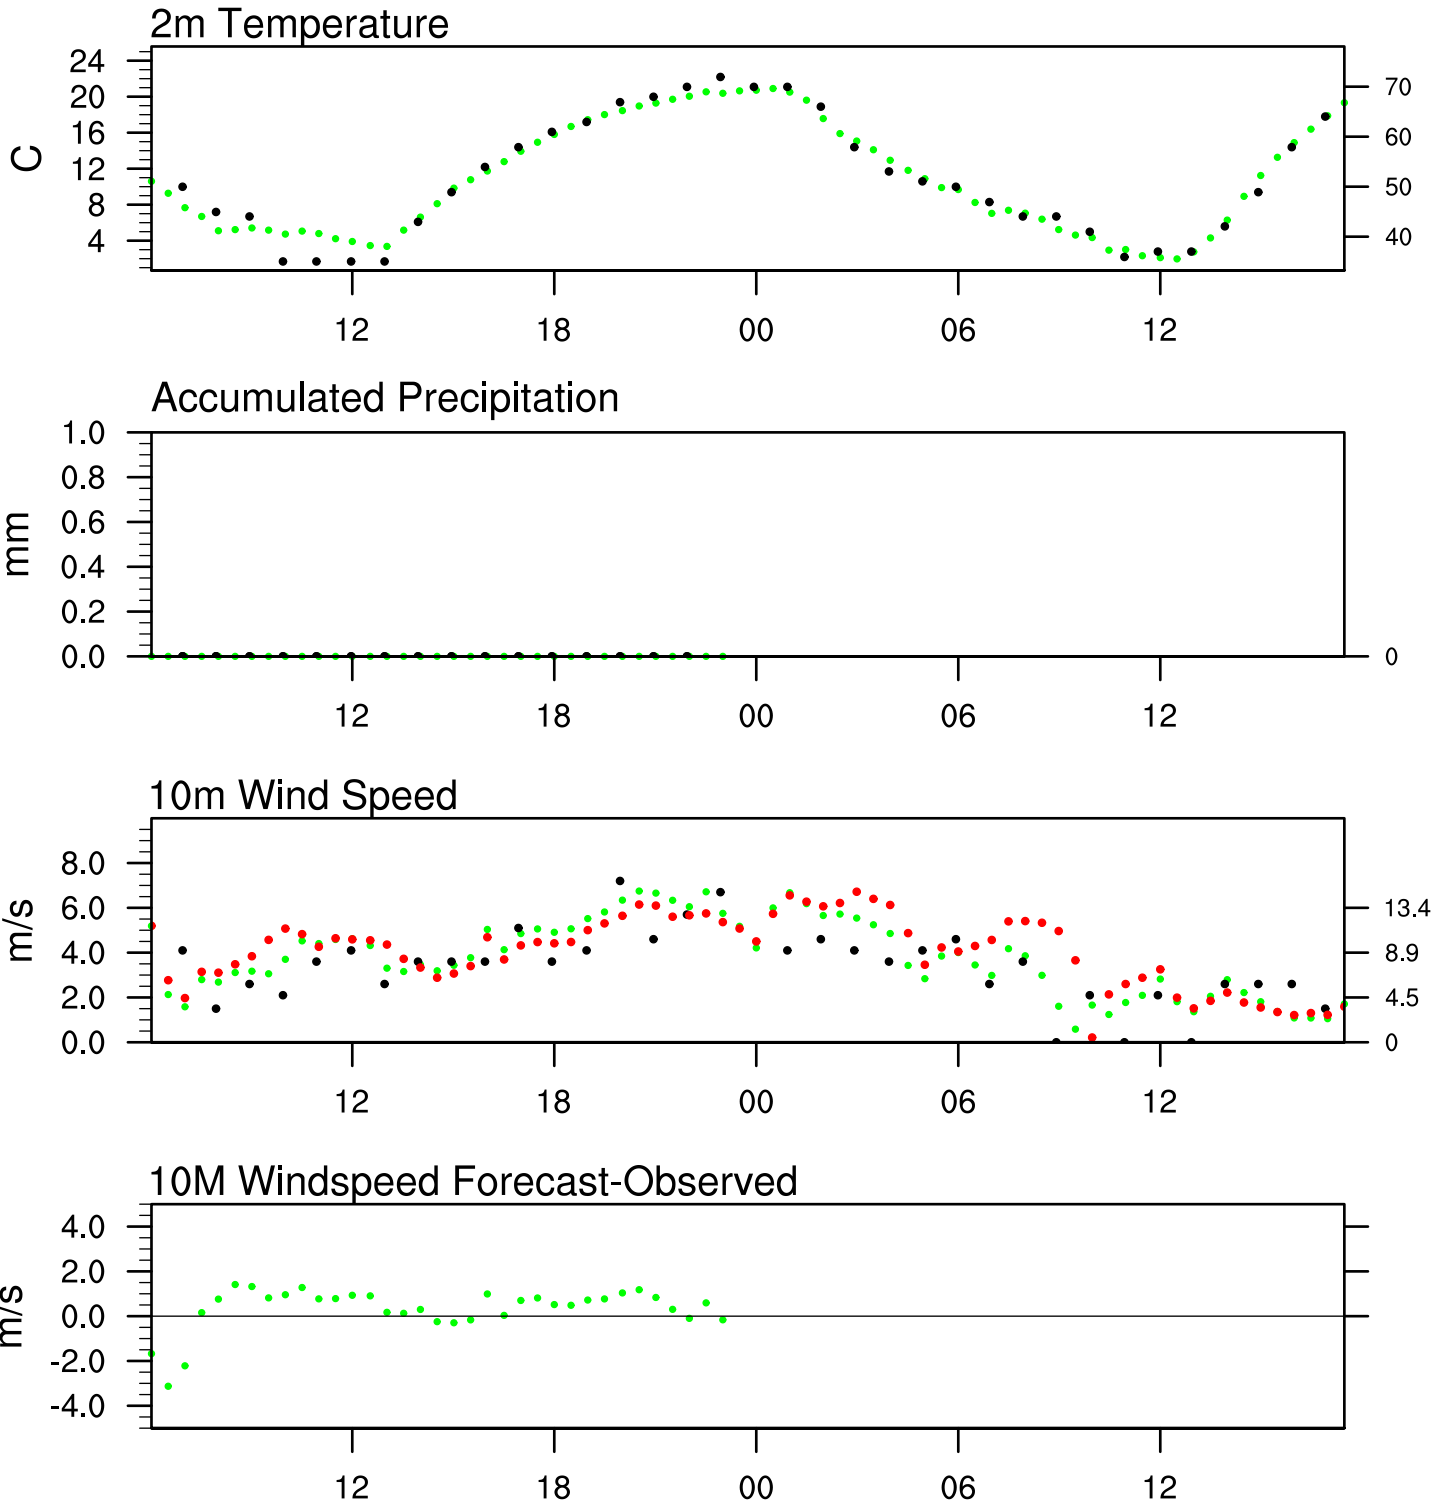 2m Temperature
24
20
16
12
8
4
C
70
60
50
40
12 18 00 06 12
Accumulated Precipitation
1.0
0.8
0.6
0.4
0.2
0.0
mm
0
12 18 00 06 12
10m Wind Speed
8.0
6.0
4.0
2.0
0.0
m/s
13.4
8.9
4.5
0
12 18 00 06 12
10M Windspeed Forecast-Observed
4.0
2.0
0.0
-2.0
-4.0
m/s
12 18 00 06 12